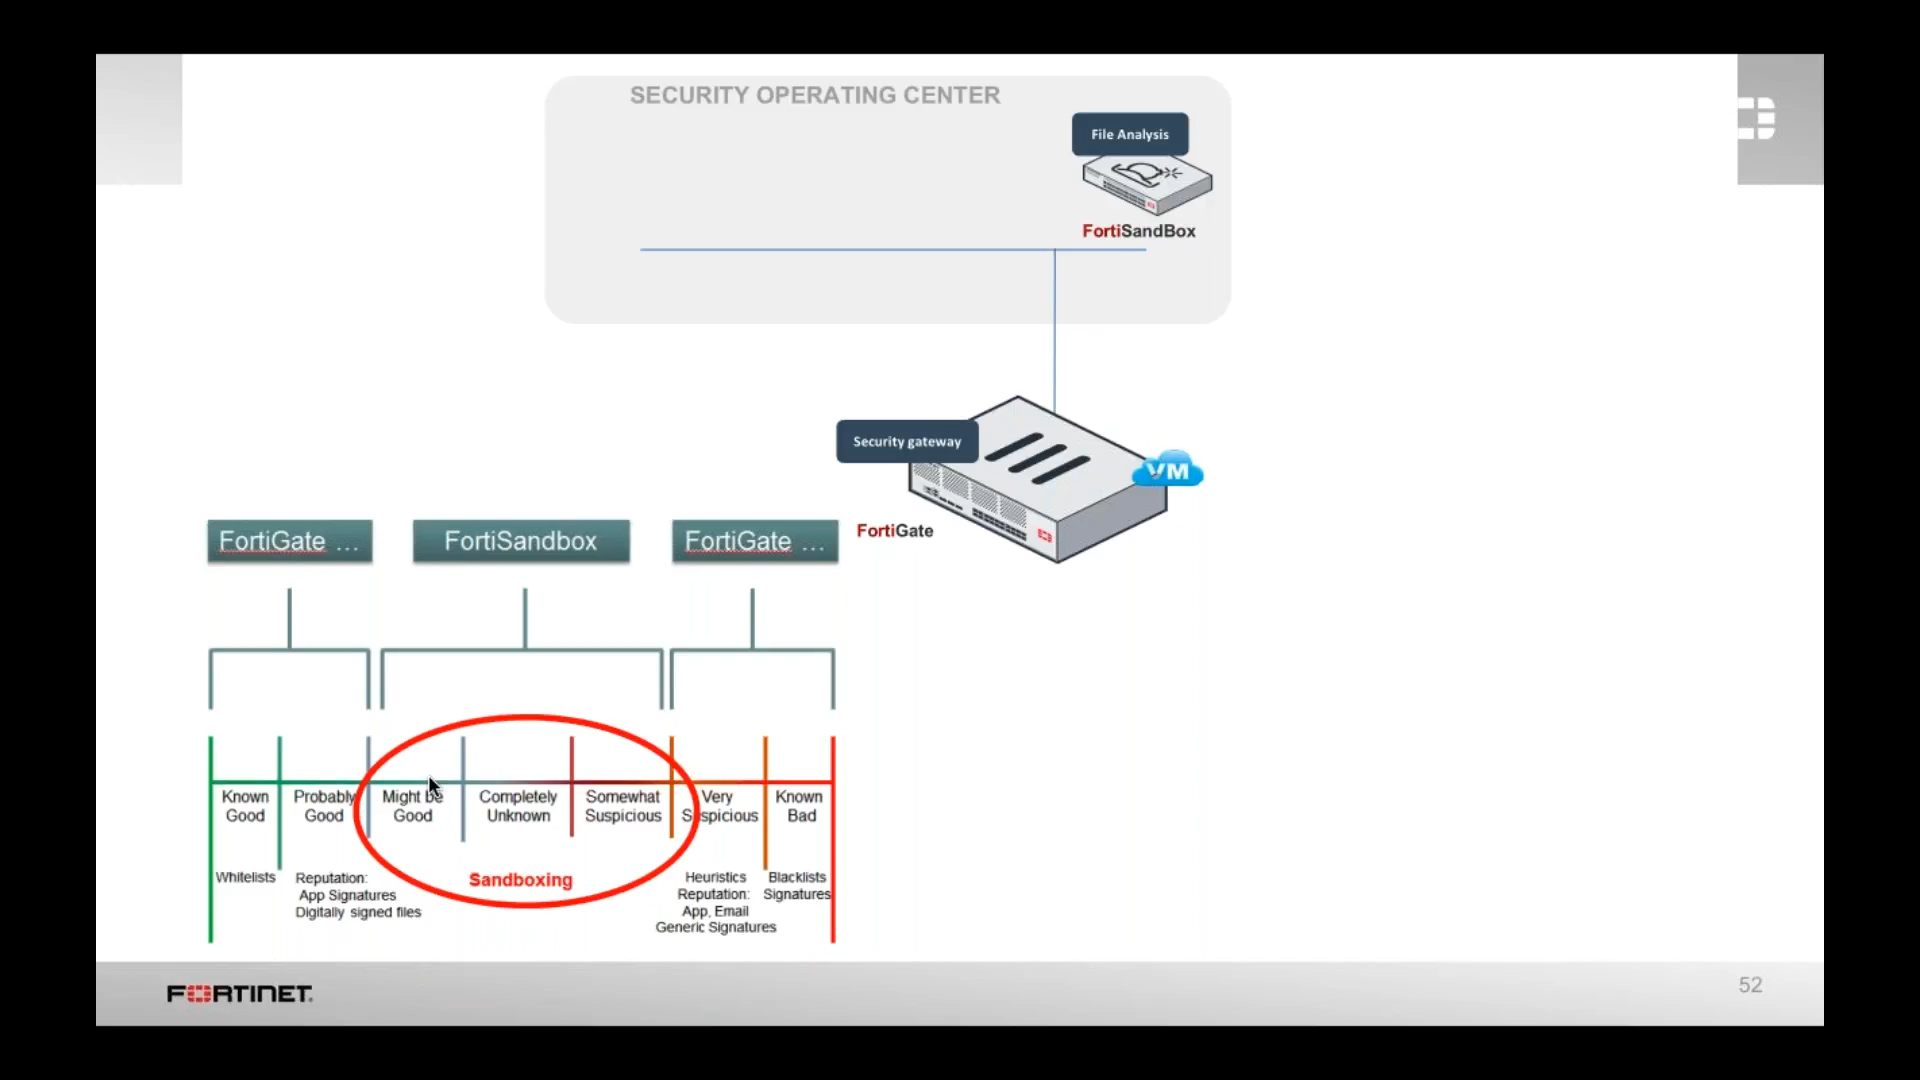 SECURITY OPERATING CENTER
File Analysis
FortiSandBox
Security gateway
VM
FortiGate
FortiGate ...
FortiSandbox
FortiGate ...
Known
Good
Probably
Good
Might be
Good
Completely
Unknown
Somewhat
Suspicious
Very
Suspicious
Known
Bad
Whitelists
Reputation:
App Signatures
Digitally signed files
Sandboxing
Heuristics
Reputation:
App, Email
Generic Signatures
Blacklists
Signatures
FORTINET
52